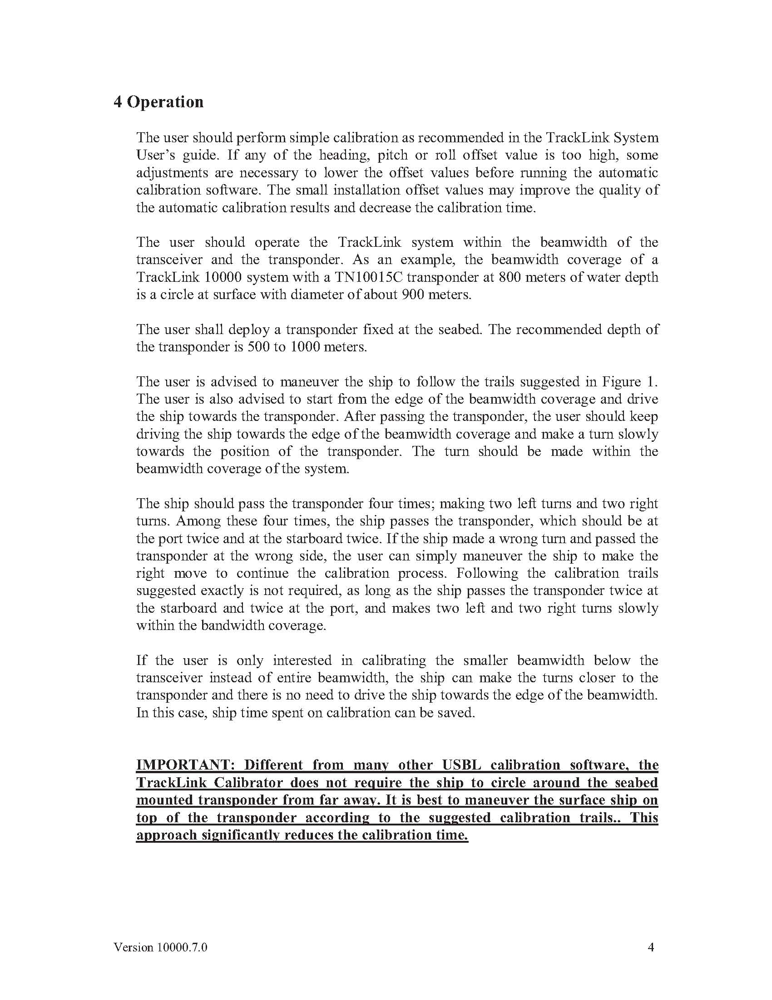 4 Operation
The user should perform simple calibration as recommended in the TrackLink System
User’s guide. If any of the heading, pitch or roll offset value is too high, some
adjustments are necessary to lower the offset values before running the automatic
calibration software. The small installation offset values may improve the quality of
the automatic calibration results and decrease the calibration time.
The user should operate the TrackLink system within the beamwidth of the
transceiver and the transponder. As an example, the beamwidth coverage of a
TrackLink 10000 system with a TN10015C transponder at 800 meters of water depth
is a circle at surface with diameter of about 900 meters.
The user shall deploy a transponder fixed at the seabed. The recommended depth of
the transponder is 500 to 1000 meters.
The user is advised to maneuver the ship to follow the trails suggested in Figure 1.
The user is also advised to start from the edge of the beamwidth coverage and drive
the ship towards the transponder. After passing the transponder, the user should keep
driving the ship towards the edge of the beamwidth coverage and make a turn slowly
towards the position of the transponder. The turn should be made within the
beamwidth coverage of the system.
The ship should pass the transponder four times; making two left turns and two right
turns. Among these four times, the ship passes the transponder, which should be at
the port twice and at the starboard twice. If the ship made a wrong turn and passed the
transponder at the wrong side, the user can simply maneuver the ship to make the
right move to continue the calibration process. Following the calibration trails
suggested exactly is not required, as long as the ship passes the transponder twice at
the starboard and twice at the port, and makes two left and two right turns slowly
within the bandwidth coverage.
If the user is only interested in calibrating the smaller beamwidth below the
transceiver instead of entire beamwidth, the ship can make the turns closer to the
transponder and there is no need to drive the ship towards the edge of the beamwidth.
In this case, ship time spent on calibration can be saved.
IMPORTANT: Different from many other USBL calibration software, the
TrackLink Calibrator does not require the ship to circle around the seabed
mounted transponder from far away. It is best to maneuver the surface ship on
top of the transponder according to the suggested calibration trails.. This
approach significantly reduces the calibration time.
Version 10000.7.0 4